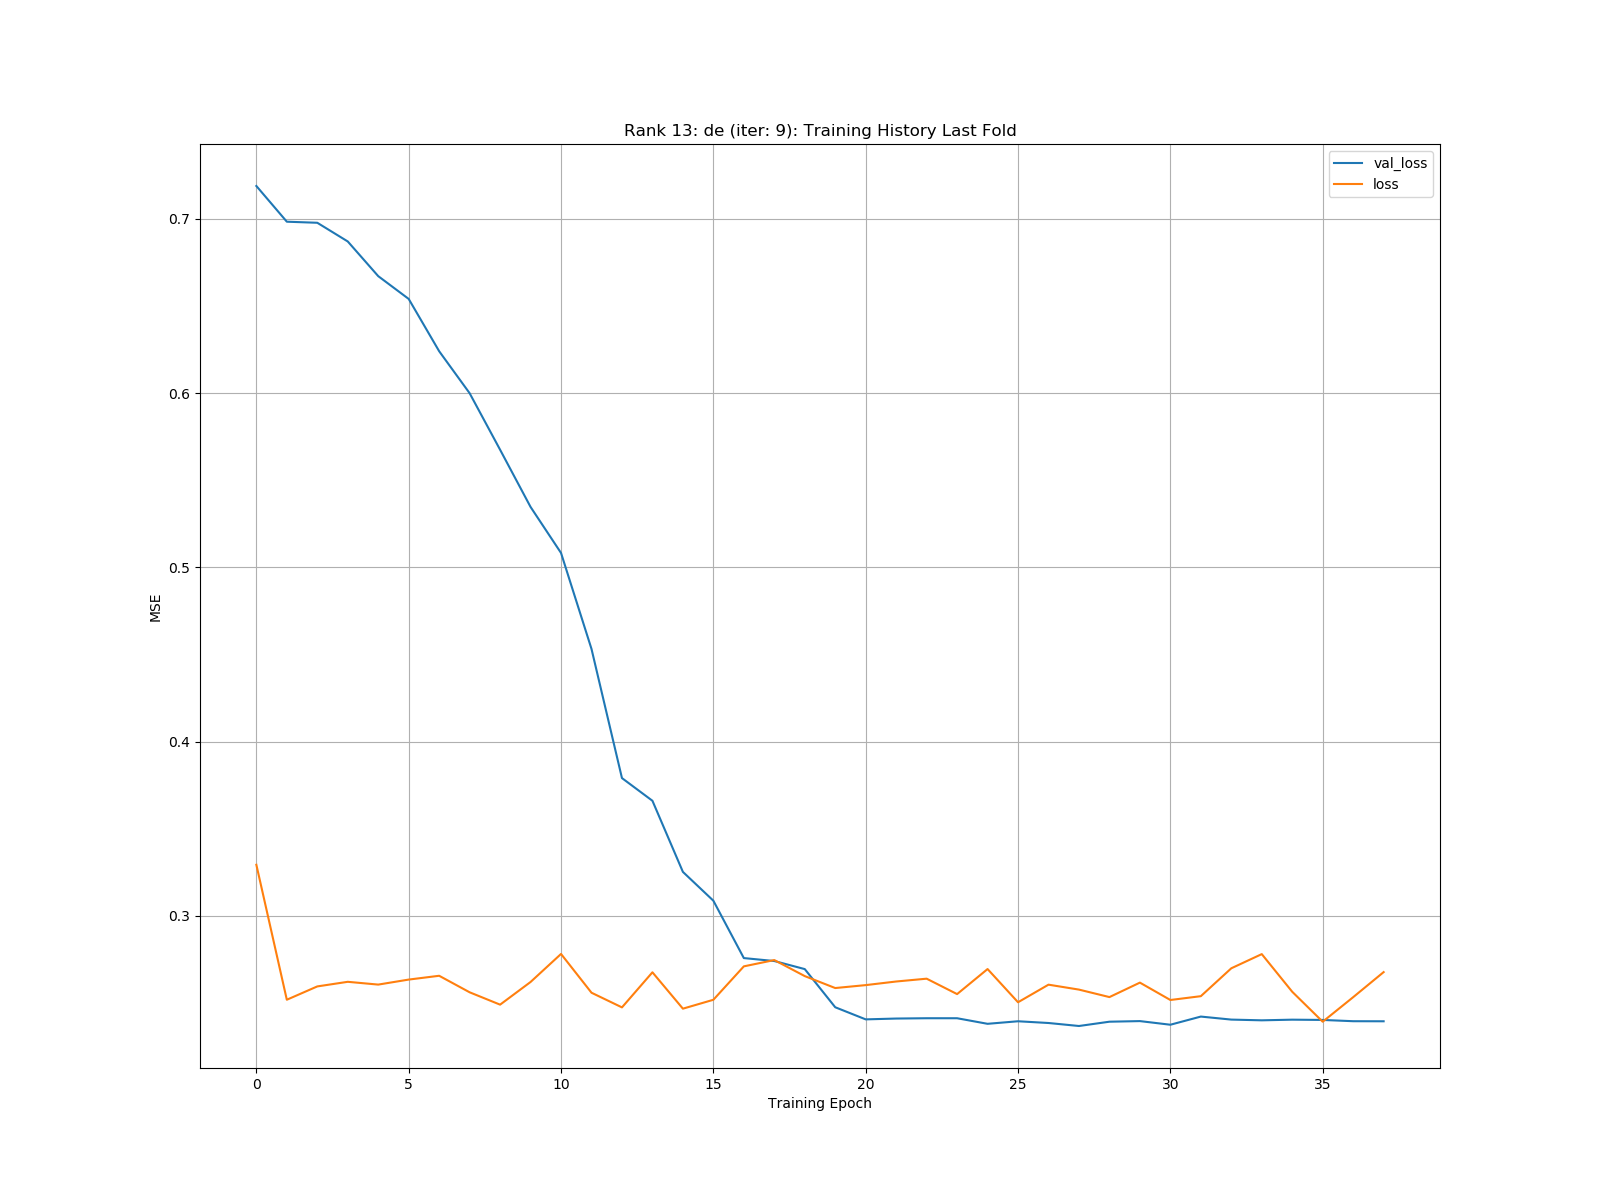 Rank 13: de (iter: 9): Training History Last Fold
val_loss
loss
0.7
0.6
0.5
0.4
0.3
MSE
0 5 10 15 20 25 30 35
Training Epoch